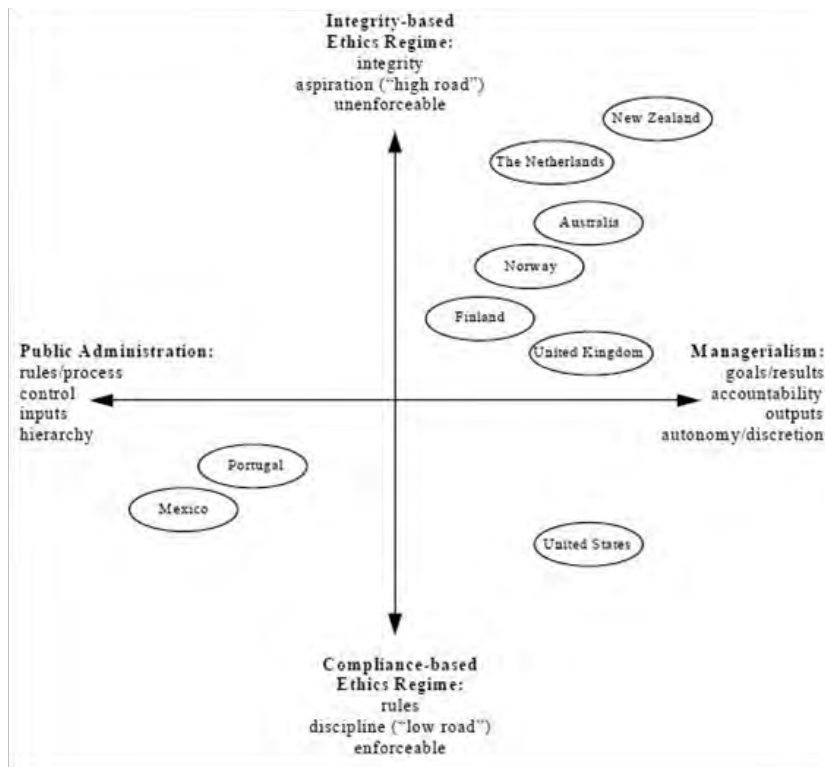 Integrity-based
Ethics Regime:
integrity
aspiration (“high road”)
unenforceable
New Zealand
The Netherlands
Australia
Norway
Finland
United Kingdom
Public Administration:
rules/process
control
inputs
hierarchy
Managerialism:
goals/results
accountability
outputs
autonomy/discretion
Portugal
Mexico
United States
Compliance-based
Ethics Regime:
rules
discipline (“low road”)
enforceable